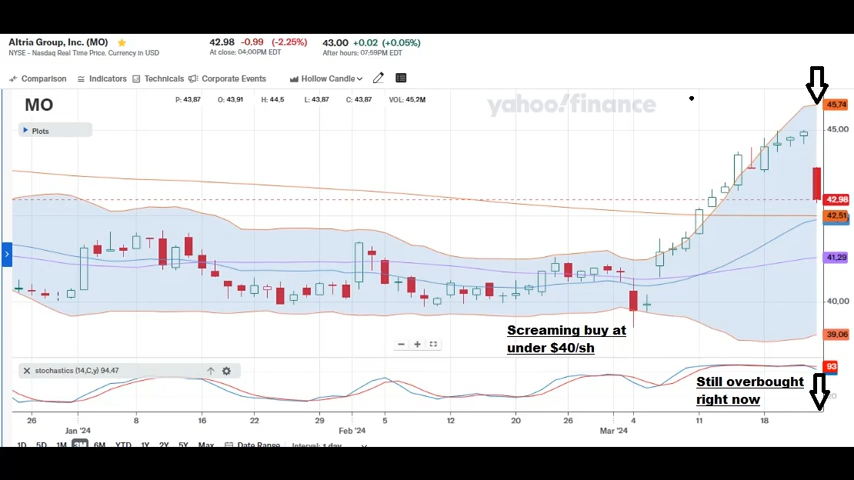 Altria Group, Inc. (MO)
NYSE - Nasdaq Real Time Price. Currency in USD
42.98 -0.99 (-2.25%)
At close: 04:00PM EDT
43.00 +0.02 (+0.05%)
After hours: 07:59PM EDT
Comparison Indicators Technicals Corporate Events Hollow Candle
MO
P: 43,87 O: 43,91 H: 44,5 L: 43,87 C: 43,87 VOL: 45,2M
yahoo!finance
Plots
45,74
45,00
42,98
42,51
41,29
40,00
39,06
Screaming buy at
under $40/sh
stochastics (14,C,y) 94.47
93
Still overbought
right now
26 Jan '24 8 16 22 29 Feb '24 5 12 20 26 Mar '24 4 11 18
1D 5D 1M 3M 6M YTD 1Y 2Y 5Y Max Date Range Interval: 1 day